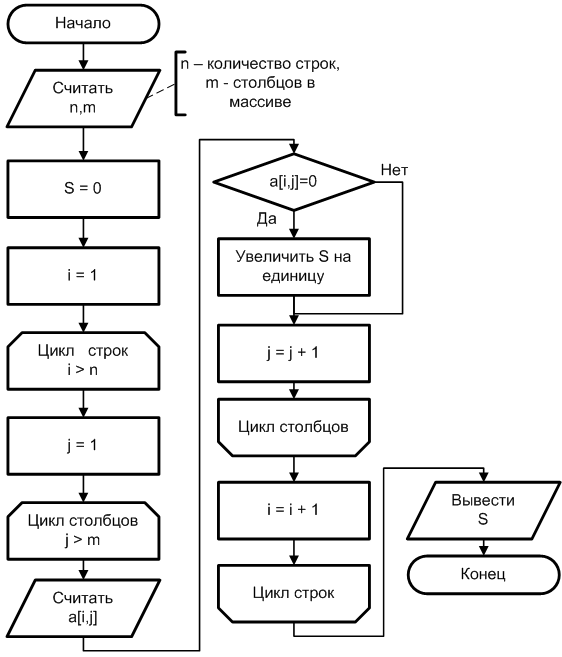 Начало
Считать
n,m
n – количество строк,
m - столбцов в
массиве
S = 0
i = 1
Цикл строк
i > n
j = 1
Цикл столбцов
j > m
Считать
a[i,j]
a[i,j]=0
Нет
Да
Увеличить S на
единицу
j = j + 1
Цикл столбцов
i = i + 1
Цикл строк
Вывести
S
Конец